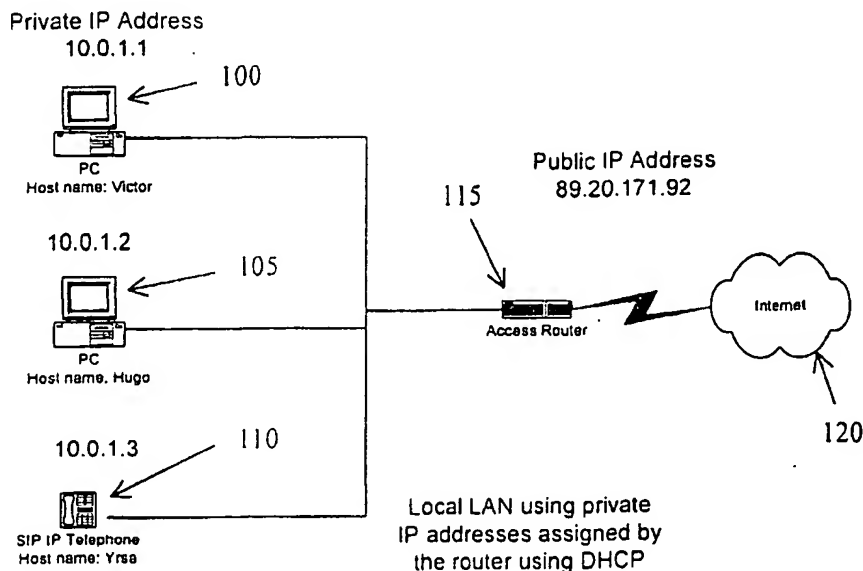 Private IP Address
10.0.1.1
100
PC
Host name: Victor
Public IP Address
89.20.171.92
115
10.0.1.2
105
Internet
Access Router
PC
Host name. Hugo
120
10.0.1.3
110
Local LAN using private
IP addresses assigned by
the router using DHCP
SIP IP Telephone
Host name: Yrsa